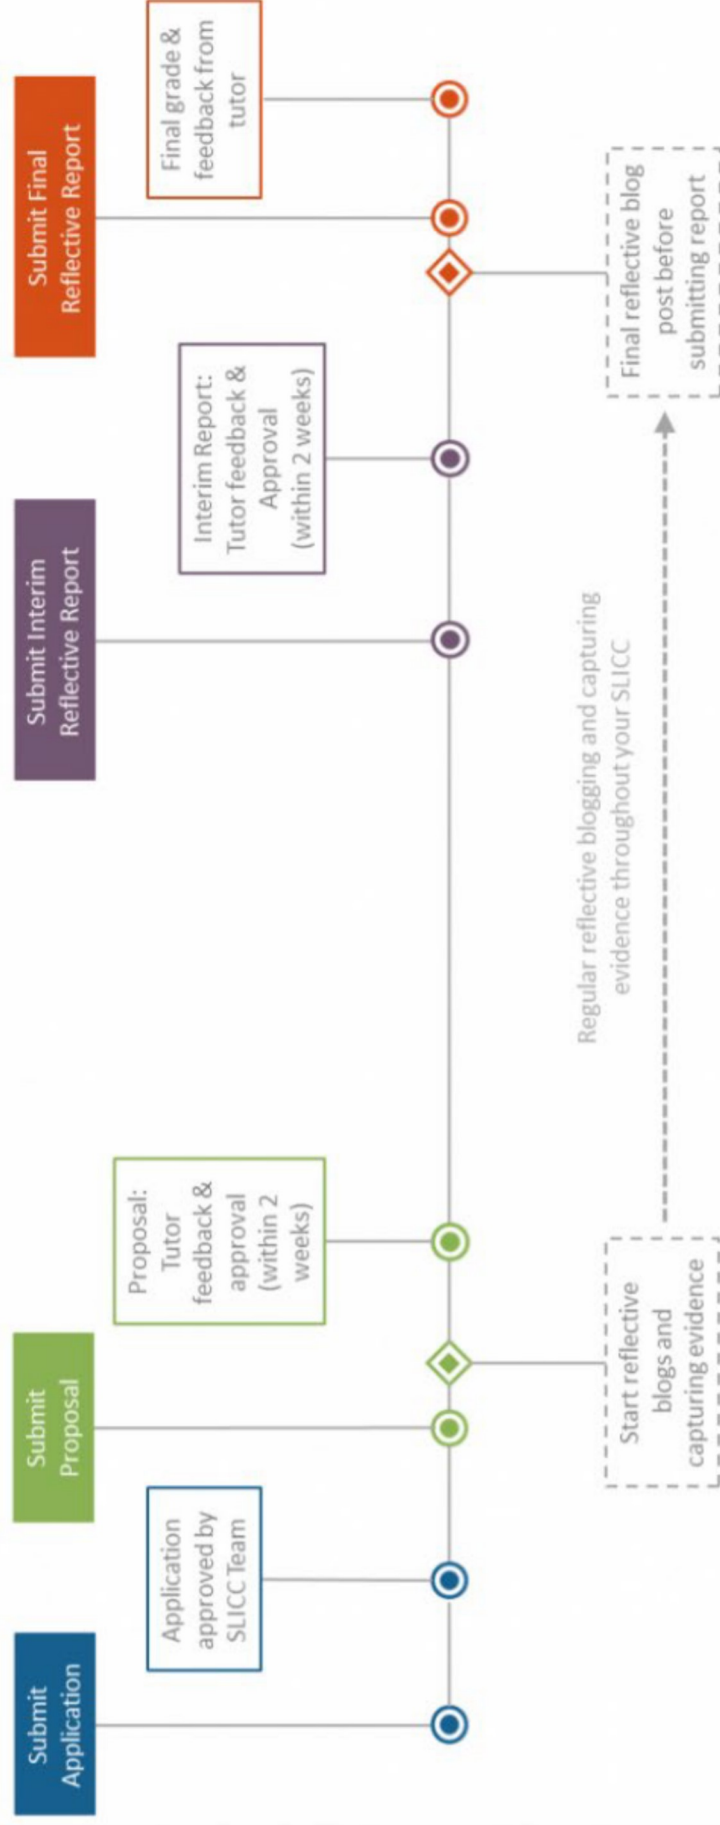 Submit
Application
Application
approved by
SLICC Team
Submit
Proposal
Start reflective
blogs and
capturing evidence
Proposal:
Tutor
feedback &
approval
(within 2
weeks)
Regular reflective blogging and capturing
evidence throughout your SLICC
Submit Interim
Reflective Report
Interim Report:
Tutor feedback &
Approval
(within 2 weeks)
Final reflective blog
post before
submitting report
Submit Final
Reflective Report
Final grade &
feedback from
tutor